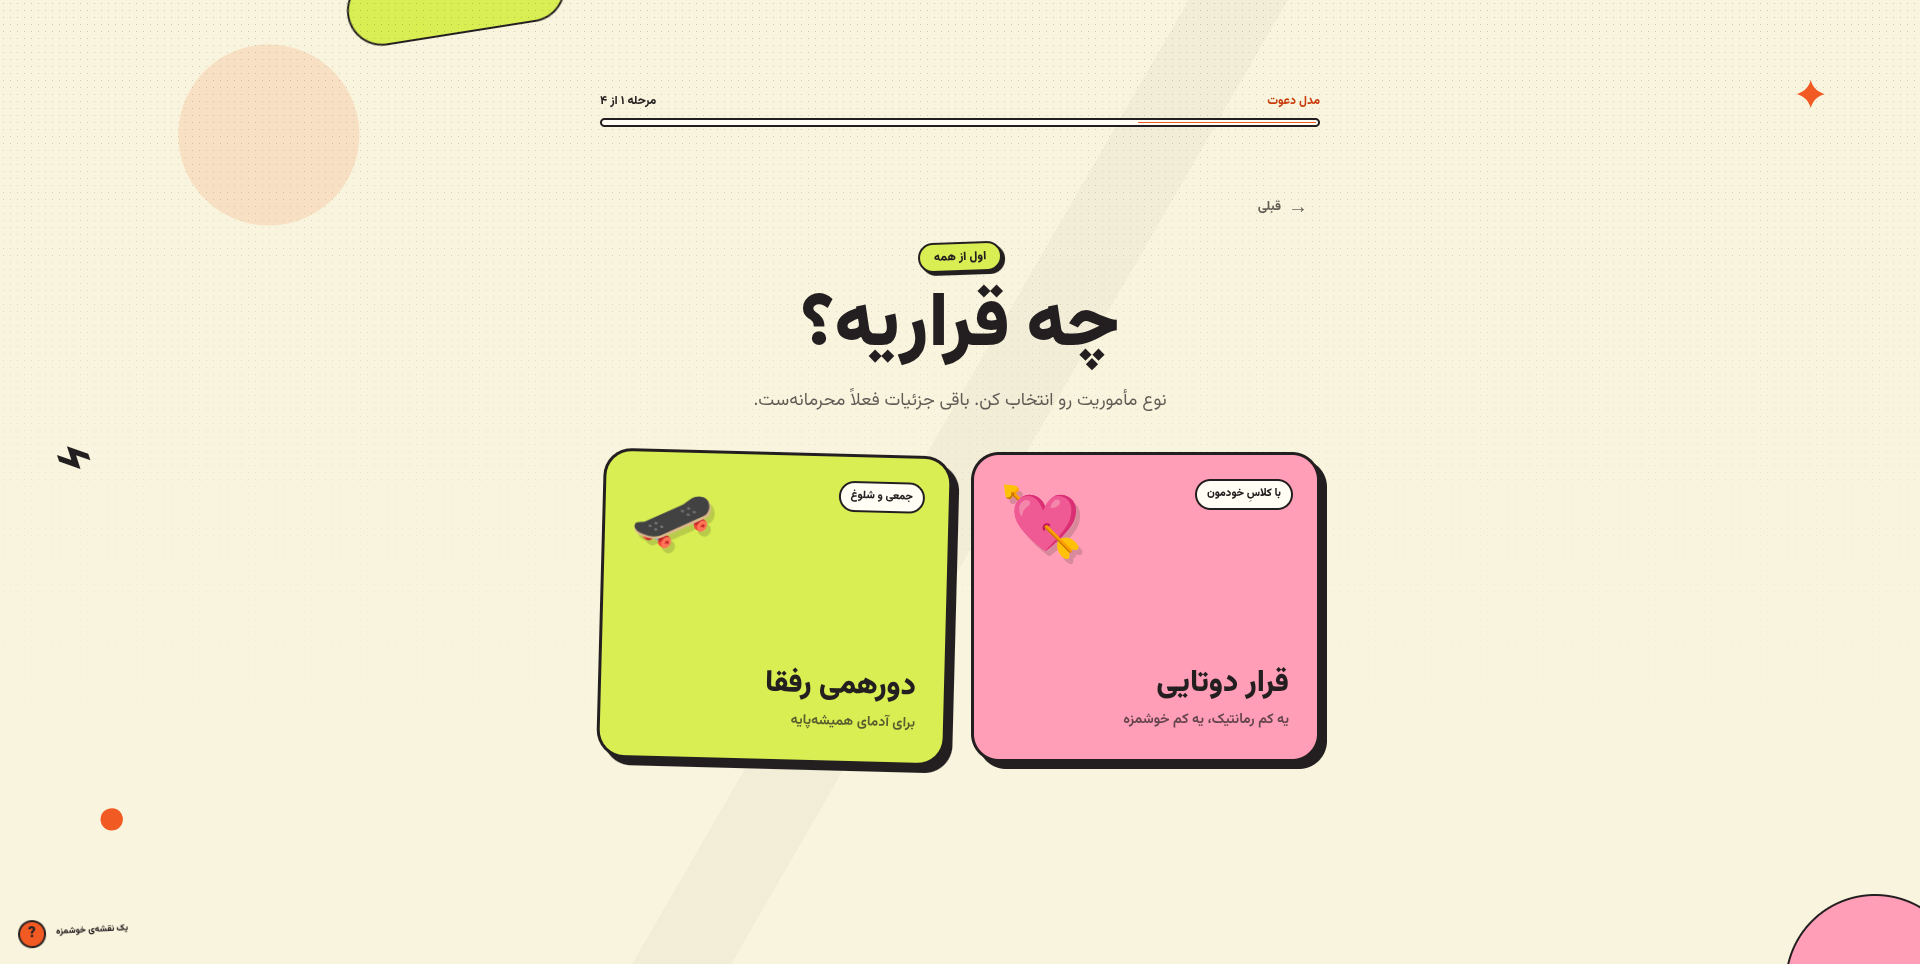 مدل دعوت
مرحله ۱ از ۴
→ قبلی
اول از همه
چه قراریه؟
نوع مأموریت رو انتخاب کن. باقی جزئیات فعلاً محرمانه‌ست.
با کلاسِ خودمون
قرار دوتایی
یه کم رمانتیک، یه کم خوشمزه
جمعی و شلوغ
دورهمی رفقا
برای آدمای همیشه‌پایه
یک نقشه‌ی خوشمزه
?